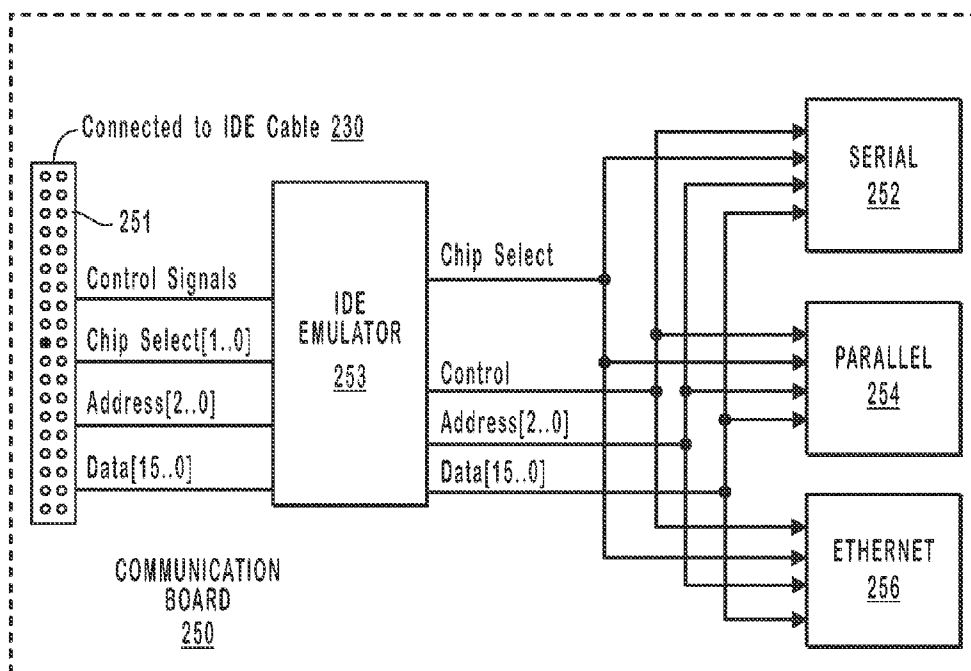 Connected to IDE Cable 230
251
Control Signals
Chip Select[1..0]
Address[2..0]
Data[15..0]
IDE
EMULATOR
253
Chip Select
Control
Address[2..0]
Data[15..0]
SERIAL
252
PARALLEL
254
ETHERNET
256
COMMUNICATION
BOARD
250